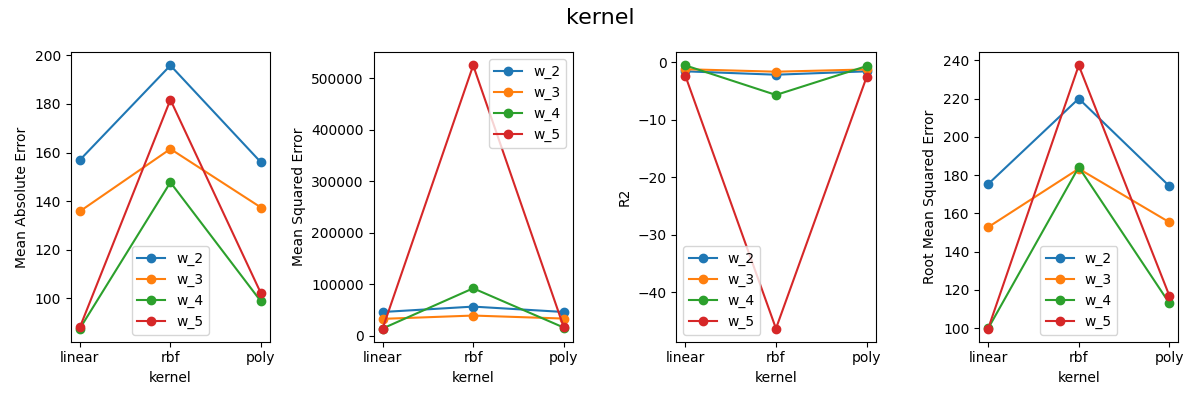 kernel
Mean Absolute Error
200
180
160
140
120
100
w_2
w_3
w_4
w_5
linear rbf poly
kernel
Mean Squared Error
500000
400000
300000
200000
100000
0
w_2
w_3
w_4
w_5
linear rbf poly
kernel
R2
0
−10
−20
−30
−40
w_2
w_3
w_4
w_5
linear rbf poly
kernel
Root Mean Squared Error
240
220
200
180
160
140
120
100
w_2
w_3
w_4
w_5
linear rbf poly
kernel